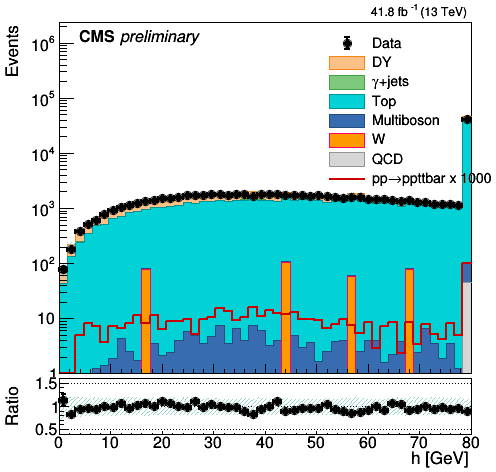 41.8 fb⁻¹ (13 TeV)
CMS preliminary
Events
10⁶
10⁵
10⁴
10³
10²
10
1
Data
DY
γ+jets
Top
Multiboson
W
QCD
pp→ppttbar x 1000
Ratio
1.5
1
0.5
0 10 20 30 40 50 60 70 80
h [GeV]